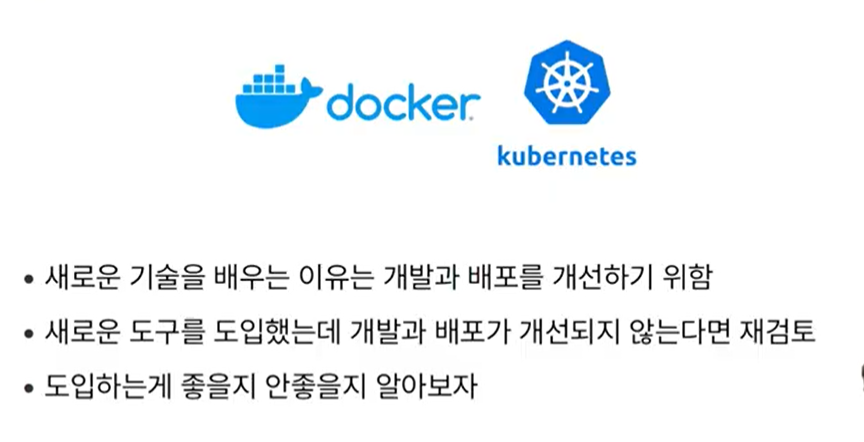 docker
kubernetes
• 새로운 기술을 배우는 이유는 개발과 배포를 개선하기 위함
• 새로운 도구를 도입했는데 개발과 배포가 개선되지 않는다면 재검토
• 도입하는게 좋을지 안좋을지 알아보자